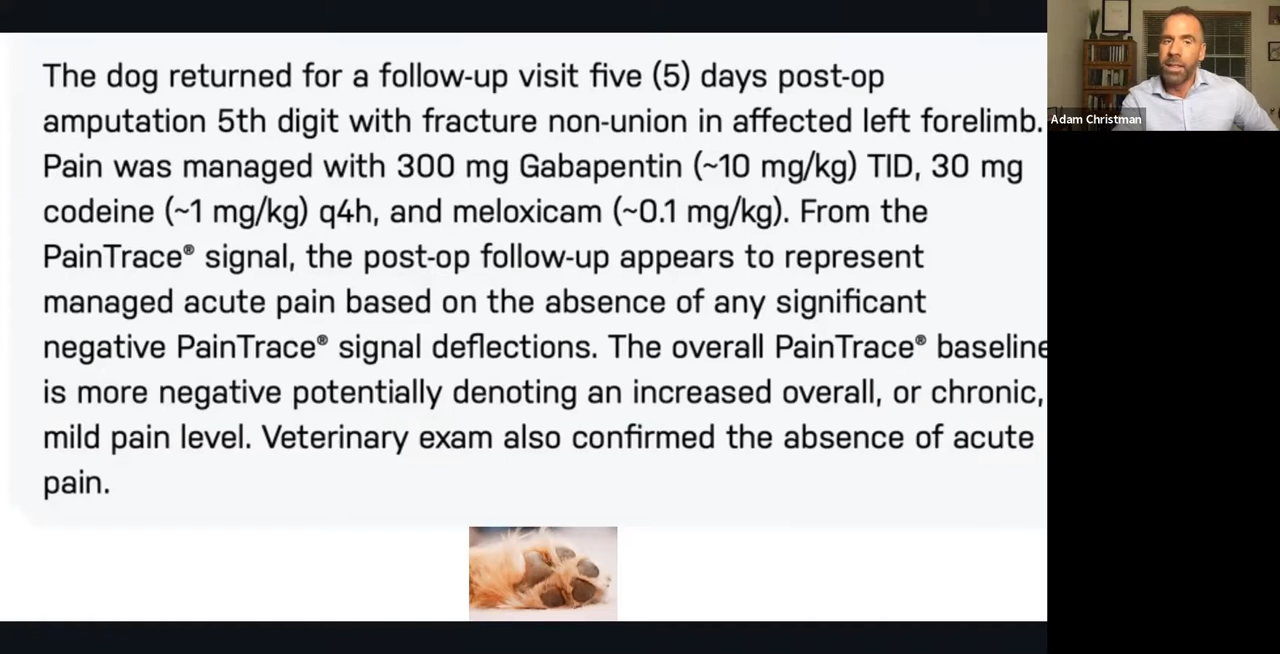 The dog returned for a follow-up visit five (5) days post-op
amputation 5th digit with fracture non-union in affected left forelimb.
Pain was managed with 300 mg Gabapentin (~10 mg/kg) TID, 30 mg
codeine (~1 mg/kg) q4h, and meloxicam (~0.1 mg/kg). From the
PainTrace® signal, the post-op follow-up appears to represent
managed acute pain based on the absence of any significant
negative PainTrace® signal deflections. The overall PainTrace® baseline
is more negative potentially denoting an increased overall, or chronic,
mild pain level. Veterinary exam also confirmed the absence of acute
pain.
Adam Christman